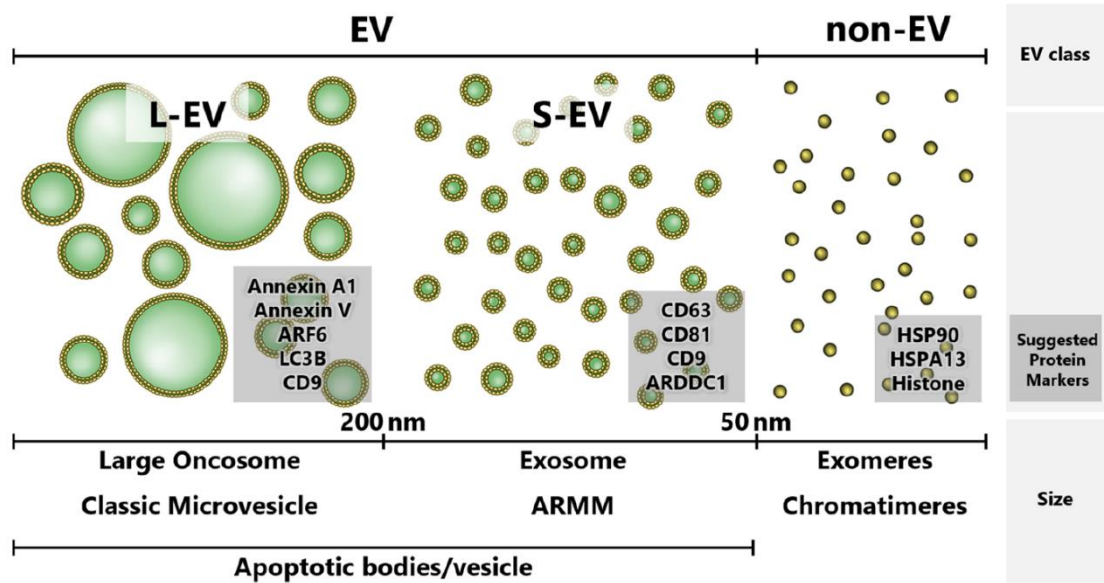 EV
non-EV
EV class
L-EV
S-EV
Annexin A1
Annexin V
ARF6
LC3B
CD9
CD63
CD81
CD9
ARDDC1
HSP90
HSPA13
Histone
Suggested
Protein
Markers
200 nm
50 nm
Large Oncosome
Exosome
Exomeres
Classic Microvesicle
ARMM
Chromatimeres
Size
Apoptotic bodies/vesicle